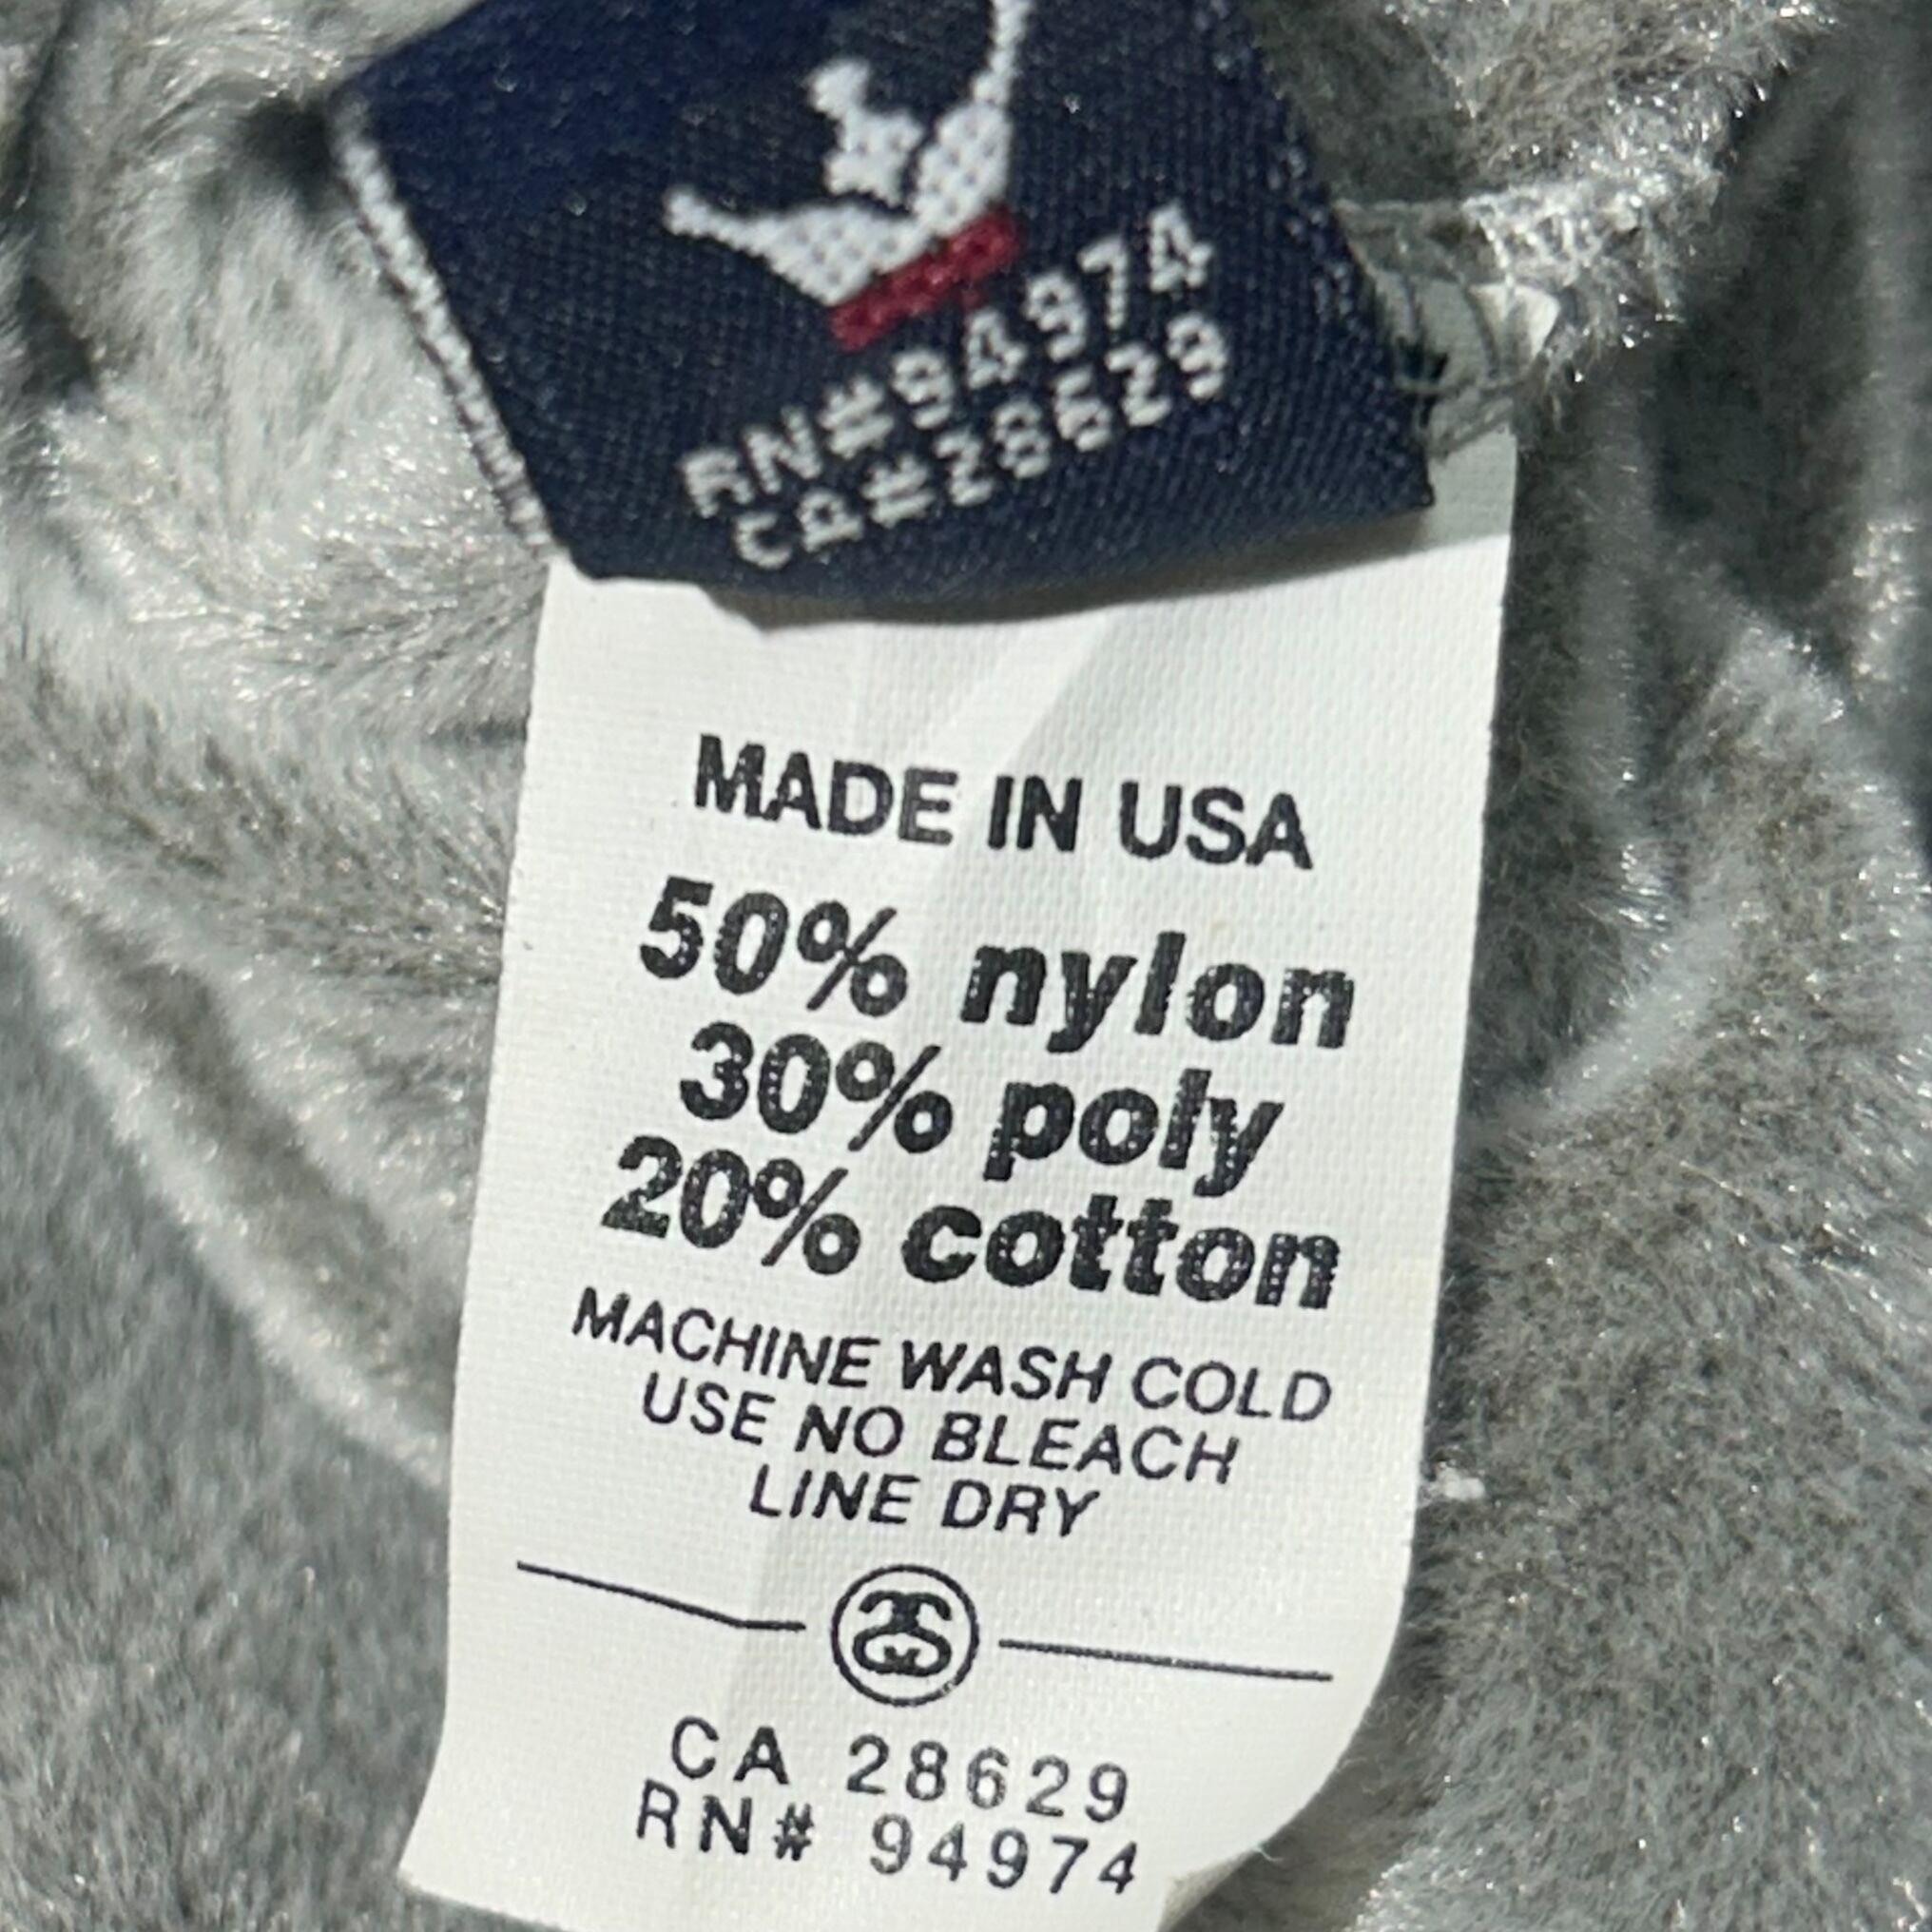 RN#94974
CA#28629
MADE IN USA
50% nylon
30% poly
20% cotton
MACHINE WASH COLD
USE NO BLEACH
LINE DRY
CA 28629
RN# 94974